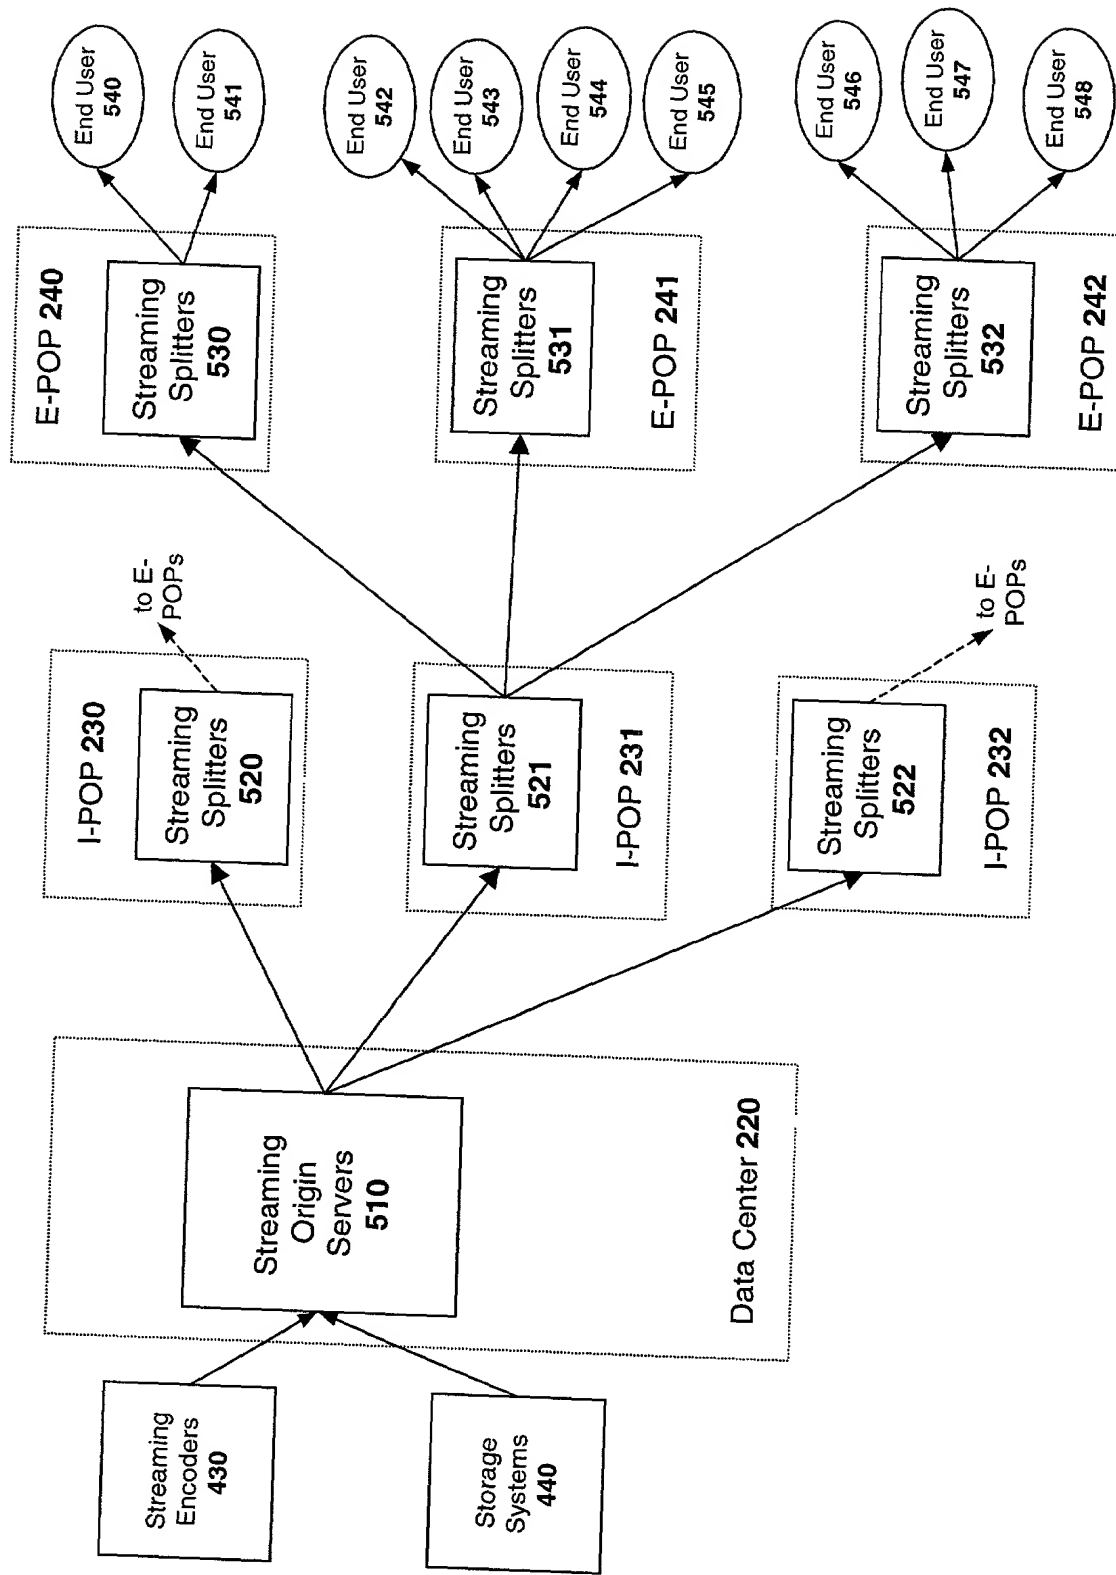 Streaming
Encoders
430
Storage
Systems
440
Streaming
Origin
Servers
510
Data Center 220
I-POP 230
Streaming
Splitters
520
to E-
POPs
Streaming
Splitters
521
I-POP 231
Streaming
Splitters
522
I-POP 232
to E-
POPs
E-POP 240
Streaming
Splitters
530
Streaming
Splitters
531
E-POP 241
Streaming
Splitters
532
E-POP 242
End User
540
End User
541
End User
542
End User
543
End User
544
End User
545
End User
546
End User
547
End User
548